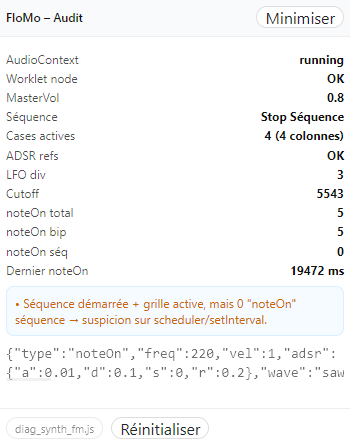 FloMo – Audit Minimiser
AudioContext running
Worklet node OK
MasterVol 0.8
Séquence Stop Séquence
Cases actives 4 (4 colonnes)
ADSR refs OK
LFO div 3
Cutoff 5543
noteOn total 5
noteOn bip 5
noteOn séq 0
Dernier noteOn 19472 ms
• Séquence démarrée + grille active, mais 0 "noteOn"
séquence → suspicion sur scheduler/setInterval.
{"type":"noteOn","freq":220,"vel":1,"adsr":
{"a":0.01,"d":0.1,"s":0,"r":0.2},"wave":"saw
diag_synth_fm.js Réinitialiser